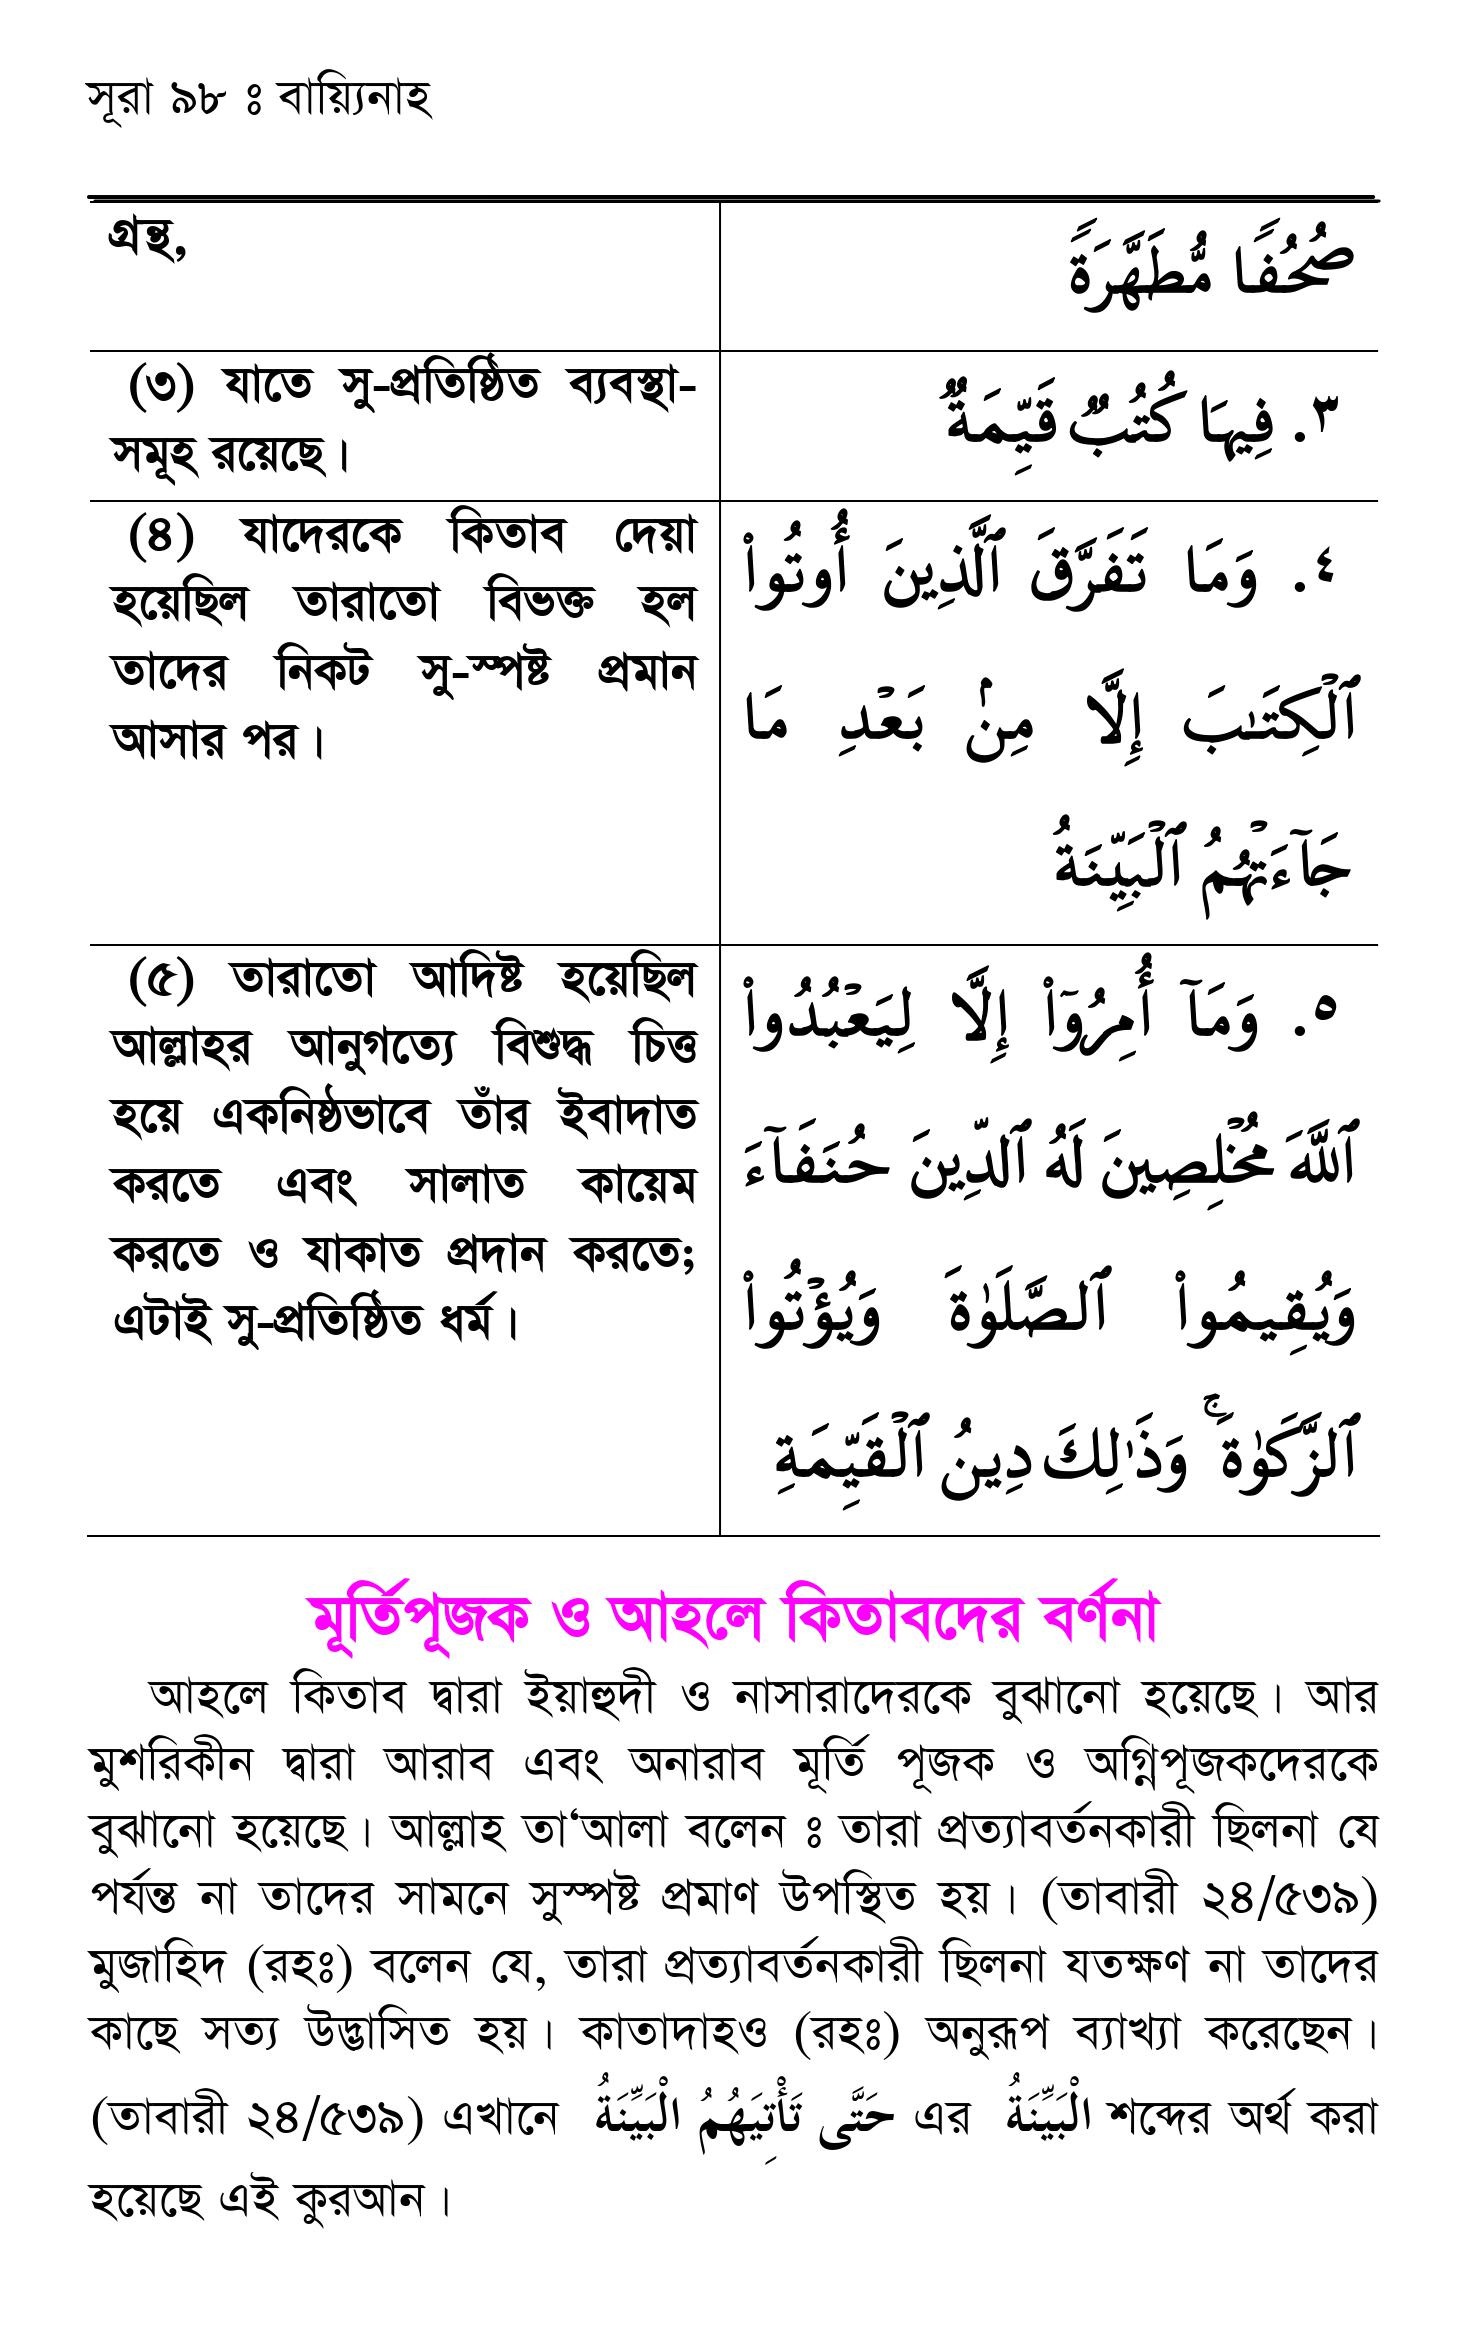 সূরা ৯৮ ঃ বায়্যিনাহ
গ্রন্থ,
صُحُفًا مُّطَهَّرَةً
(৩) যাতে সু-প্রতিষ্ঠিত ব্যবস্থা-
সমূহ রয়েছে।
٣. فِيهَا كُتُبٌ قَيِّمَةٌ
(৪) যাদেরকে কিতাব দেয়া
হয়েছিল তারাতো বিভক্ত হল
তাদের নিকট সু-স্পষ্ট প্রমান
আসার পর।
٤. وَمَا تَفَرَّقَ ٱلَّذِينَ أُوتُوا۟
ٱلْكِتَـٰبَ إِلَّا مِنۢ بَعْدِ مَا
جَآءَتْهُمُ ٱلْبَيِّنَةُ
(৫) তারাতো আদিষ্ট হয়েছিল
আল্লাহর আনুগত্যে বিশুদ্ধ চিত্ত
হয়ে একনিষ্ঠভাবে তাঁর ইবাদাত
করতে এবং সালাত কায়েম
করতে ও যাকাত প্রদান করতে;
এটাই সু-প্রতিষ্ঠিত ধর্ম।
٥. وَمَآ أُمِرُوٓا۟ إِلَّا لِيَعْبُدُوا۟
ٱللَّهَ مُخْلِصِينَ لَهُ ٱلدِّينَ حُنَفَآءَ
وَيُقِيمُوا۟ ٱلصَّلَوٰةَ وَيُؤْتُوا۟
ٱلزَّكَوٰةَ ۚ وَذَٰلِكَ دِينُ ٱلْقَيِّمَةِ
মূর্তিপূজক ও আহলে কিতাবদের বর্ণনা
আহলে কিতাব দ্বারা ইয়াহুদী ও নাসারাদেরকে বুঝানো হয়েছে। আর
মুশরিকীন দ্বারা আরাব এবং অনারাব মূর্তি পূজক ও অগ্নিপূজকদেরকে
বুঝানো হয়েছে। আল্লাহ তা‘আলা বলেন ঃ তারা প্রত্যাবর্তনকারী ছিলনা যে
পর্যন্ত না তাদের সামনে সুস্পষ্ট প্রমাণ উপস্থিত হয়। (তাবারী ২৪/৫৩৯)
মুজাহিদ (রহঃ) বলেন যে, তারা প্রত্যাবর্তনকারী ছিলনা যতক্ষণ না তাদের
কাছে সত্য উদ্ভাসিত হয়। কাতাদাহও (রহঃ) অনুরূপ ব্যাখ্যা করেছেন।
(তাবারী ২৪/৫৩৯) এখানে حَتَّى تَأْتِيَهُمُ الْبَيِّنَةُ এর الْبَيِّنَةُ শব্দের অর্থ করা
হয়েছে এই কুরআন।